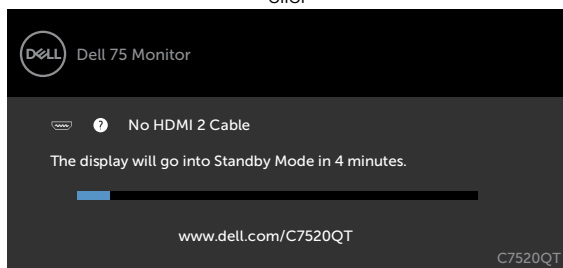 DELL Dell 75 Monitor
? No HDMI 2 Cable
The display will go into Standby Mode in 4 minutes.
www.dell.com/C7520QT
C7520QT